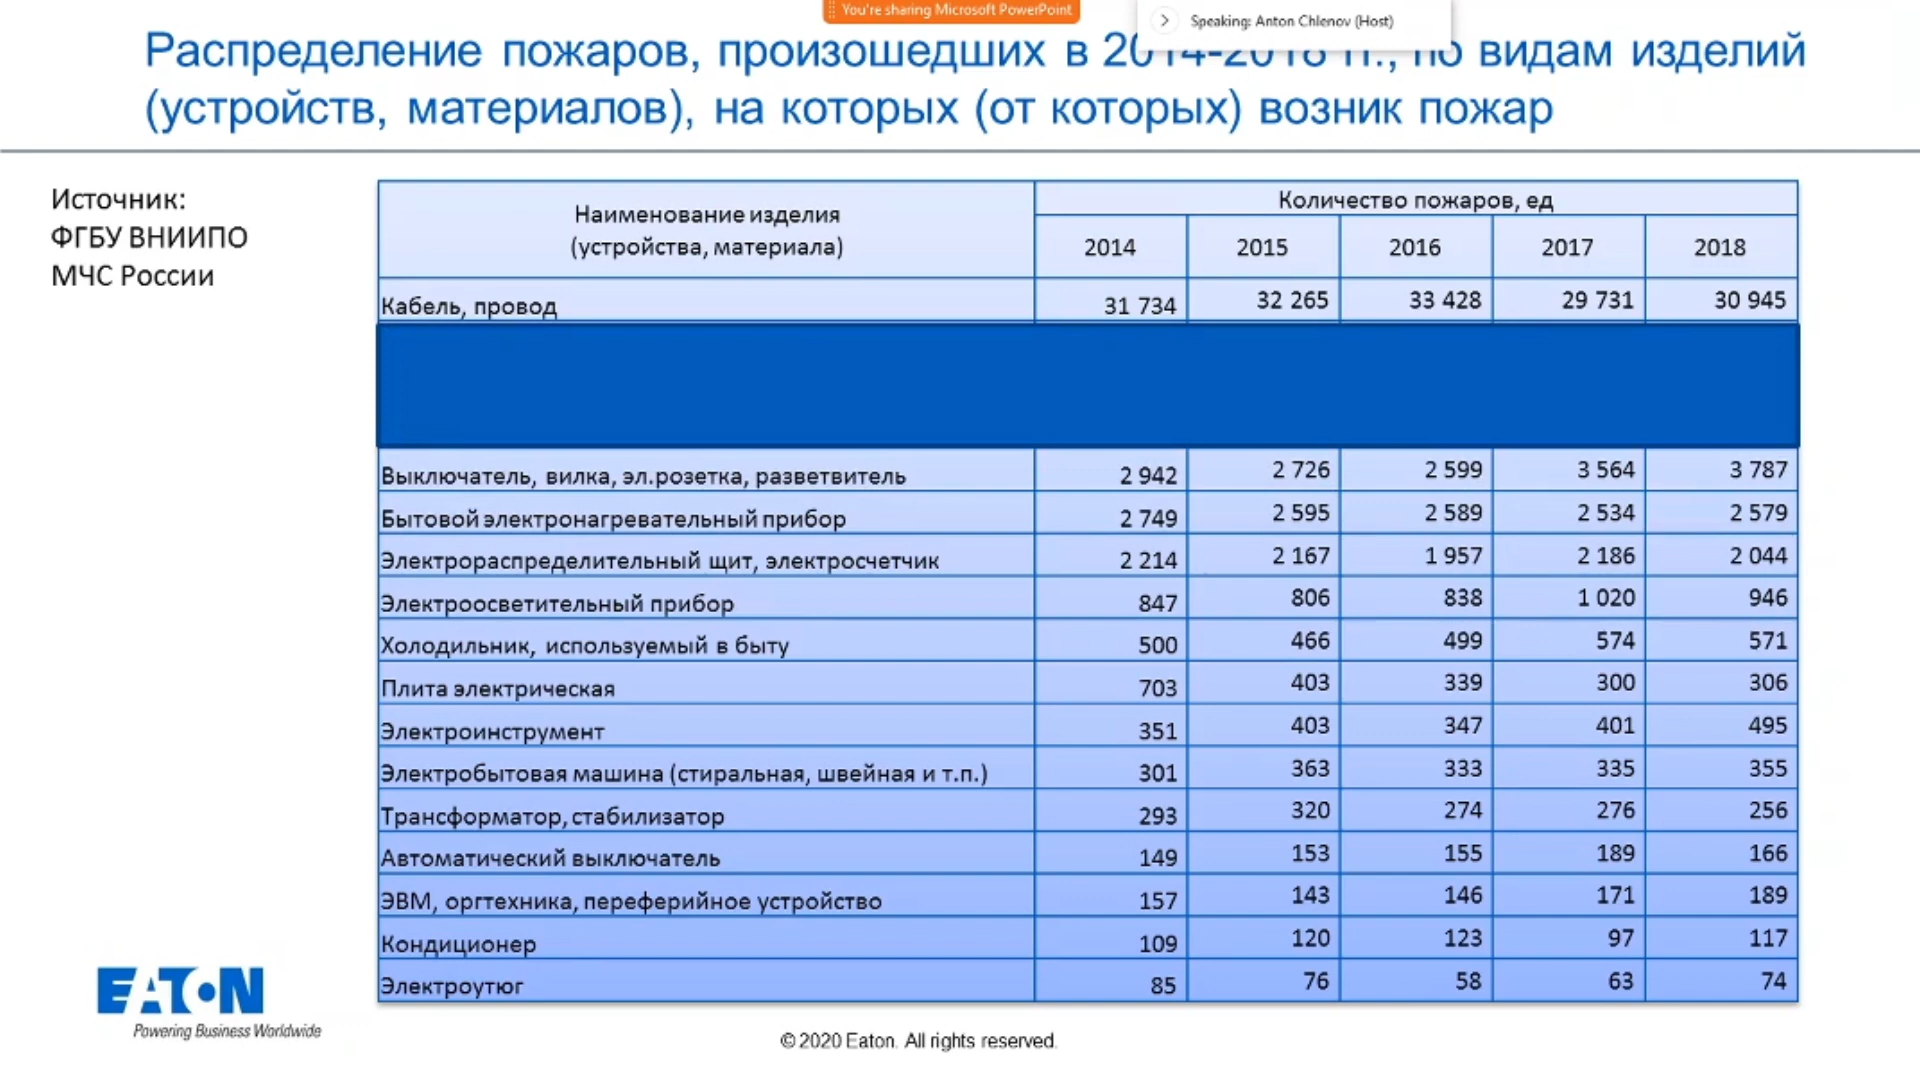 You're sharing Microsoft PowerPoint
Speaking: Anton Chlenov (Host)
Распределение пожаров, произошедших в 2014-2018 гг., по видам изделий
(устройств, материалов), на которых (от которых) возник пожар
Источник:
ФГБУ ВНИИПО
МЧС России
Наименование изделия
(устройства, материала)
Количество пожаров, ед
2014 2015 2016 2017 2018
Кабель, провод 31 734 32 265 33 428 29 731 30 945
Выключатель, вилка, эл.розетка, разветвитель 2 942 2 726 2 599 3 564 3 787
Бытовой электронагревательный прибор 2 749 2 595 2 589 2 534 2 579
Электрораспределительный щит, электросчетчик 2 214 2 167 1 957 2 186 2 044
Электроосветительный прибор 847 806 838 1 020 946
Холодильник, используемый в быту 500 466 499 574 571
Плита электрическая 703 403 339 300 306
Электроинструмент 351 403 347 401 495
Электробытовая машина (стиральная, швейная и т.п.) 301 363 333 335 355
Трансформатор, стабилизатор 293 320 274 276 256
Автоматический выключатель 149 153 155 189 166
ЭВМ, оргтехника, переферийное устройство 157 143 146 171 189
Кондиционер 109 120 123 97 117
Электроутюг 85 76 58 63 74
EATON
Powering Business Worldwide
© 2020 Eaton. All rights reserved.